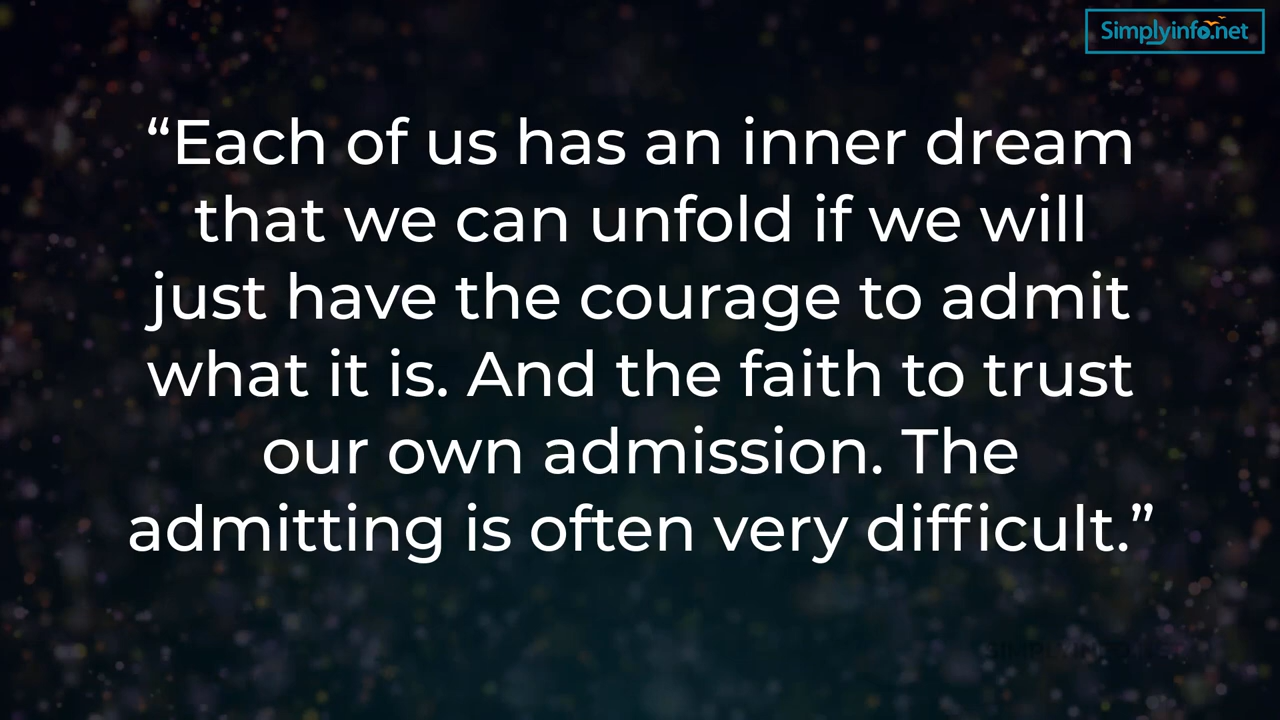 Simplyinfo.net
“Each of us has an inner dream
that we can unfold if we will
just have the courage to admit
what it is. And the faith to trust
our own admission. The
admitting is often very difficult.”